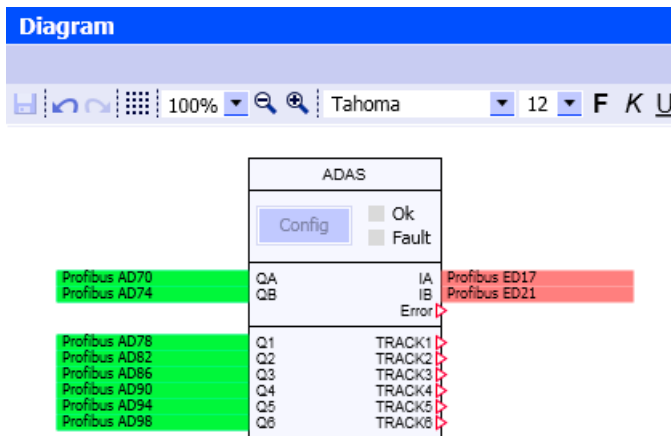 Diagram
100% Tahoma 12 F K U
ADAS
Config Ok
Fault
Profibus AD70 QA IA Profibus ED17
Profibus AD74 QB IB Profibus ED21
Error
Profibus AD78 Q1 TRACK1
Profibus AD82 Q2 TRACK2
Profibus AD86 Q3 TRACK3
Profibus AD90 Q4 TRACK4
Profibus AD94 Q5 TRACK5
Profibus AD98 Q6 TRACK6